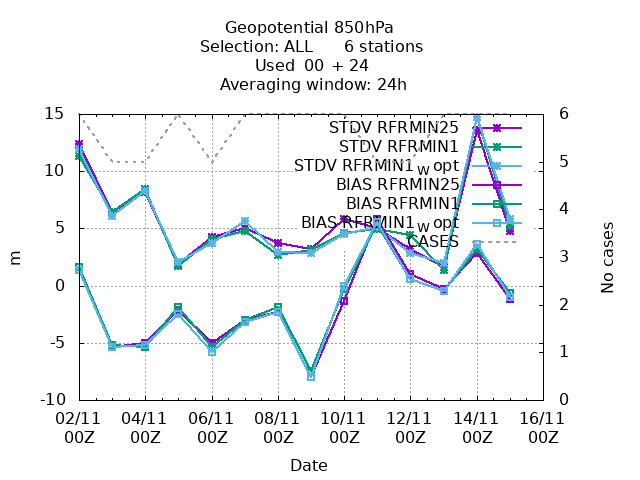 Geopotential 850hPa
Selection: ALL 6 stations
Used 00 + 24
Averaging window: 24h
15
10
5
0
-5
-10
m
6
5
4
3
2
1
0
No cases
STDV RFRMIN25
STDV RFRMIN1
STDV RFRMIN1_w opt
BIAS RFRMIN25
BIAS RFRMIN1
BIAS RFRMIN1_w opt
CASES
02/11 04/11 06/11 08/11 10/11 12/11 14/11 16/11
00Z 00Z 00Z 00Z 00Z 00Z 00Z 00Z
Date